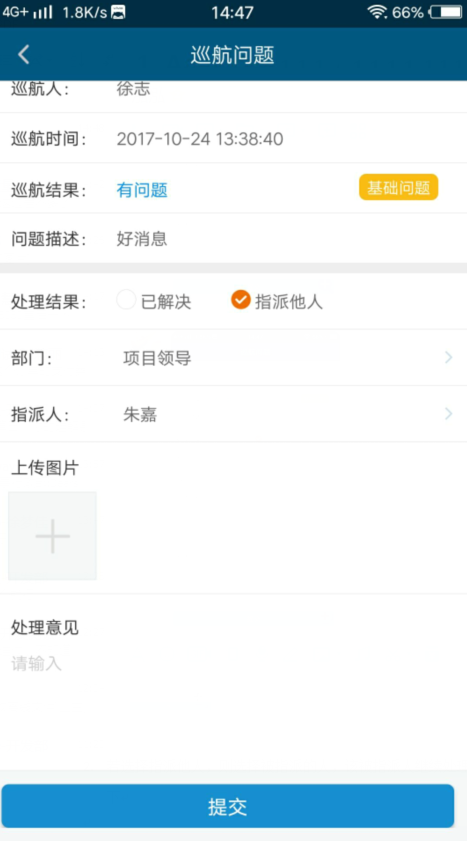 4G+ 1.8K/s 14:47 66%
巡航问题
巡航人： 徐志
巡航时间： 2017-10-24 13:38:40
巡航结果： 有问题 基础问题
问题描述： 好消息
处理结果： 已解决 指派他人
部门： 项目领导
指派人： 朱嘉
上传图片
处理意见
请输入
提交